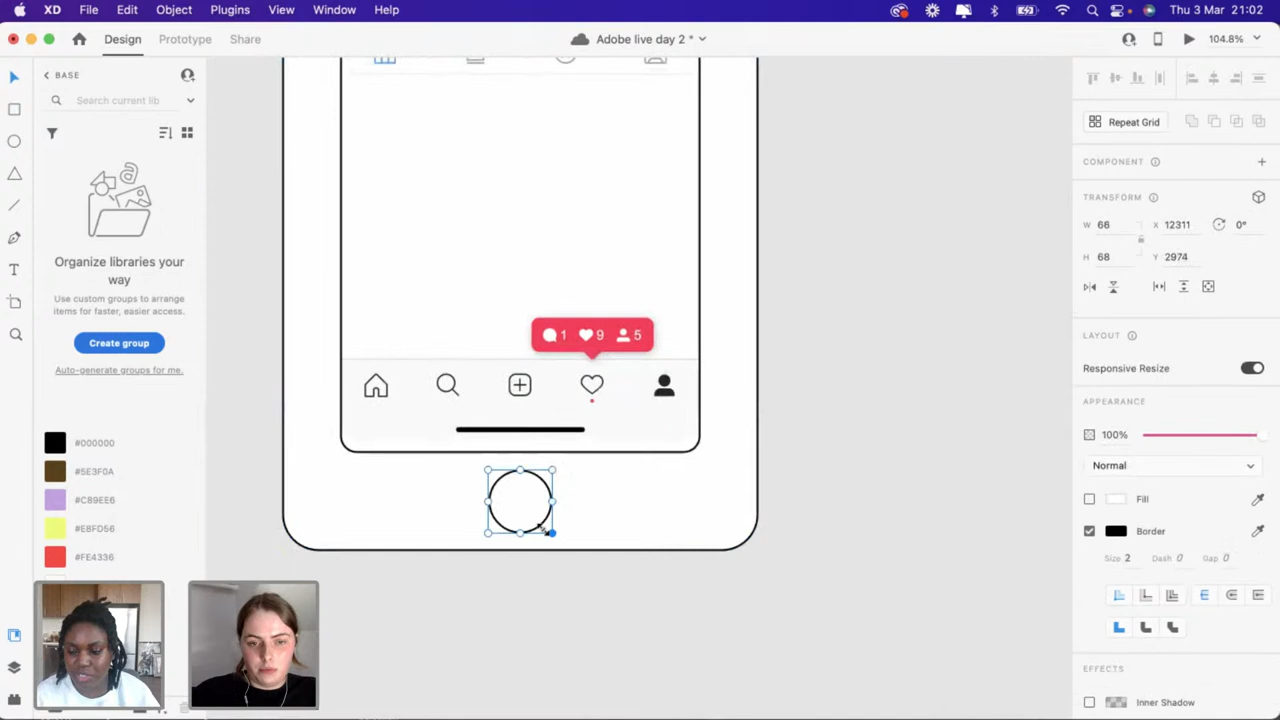 XD File Edit Object Plugins View Window Help Thu 3 Mar 21:02
Design Prototype Share Adobe live day 2 * 104.8%
BASE
Search current lib
Organize libraries your
way
Use custom groups to arrange
items for faster, easier access.
Create group
Auto-generate groups for me.
#000000
#5E3F0A
#C89EE6
#E8FD56
#FE4336
1 9 5
Repeat Grid
COMPONENT
TRANSFORM
W 66 X 12311 0°
H 68 Y 2974
LAYOUT
Responsive Resize
APPEARANCE
100%
Normal
Fill
Border
Size 2 Dash 0 Gap 0
EFFECTS
Inner Shadow